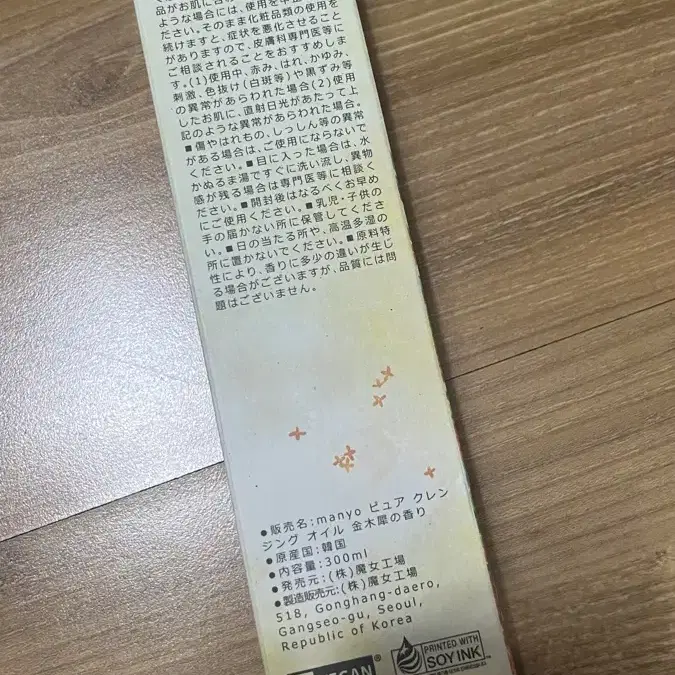 ような場合には、使用を中止
ださい。そのまま化粧品類の使用を
続けますと、症状を悪化させること
がありますので、皮膚科専門医等に
ご相談されることをおすすめしま
す。(1)使用中、赤み、はれ、かゆみ、
刺激、色抜け(白斑等)や黒ずみ等
の異常があらわれた場合(2)使用
したお肌に、直射日光があたって上
記のような異常があらわれた場合。
■傷やはれもの、しっしん等の異常
がある場合は、ご使用にならないで
ください。■目に入った場合は、水
かぬるま湯ですぐに洗い流し、異物
感が残る場合は専門医等に相談く
ださい。■開封後はなるべくお早め
にご使用ください。■乳児・子供の
手の届かない所に保管してくださ
い。■日の当たる所や、高温多湿の
所に置かないでください。■原料特
性により、香りに多少の違いが生じ
る場合がございますが、品質には問
題はございません。
●販売名:manyo ピュア クレン
ジング オイル 金木犀の香り
●原産国:韓国
●内容量:300ml
●発売元:(株)魔女工場
●製造販売元:(株)魔女工場
518, Gonghang-daero,
Gangseo-gu, Seoul,
Republic of Korea
PRINTED WITH
SOY INK